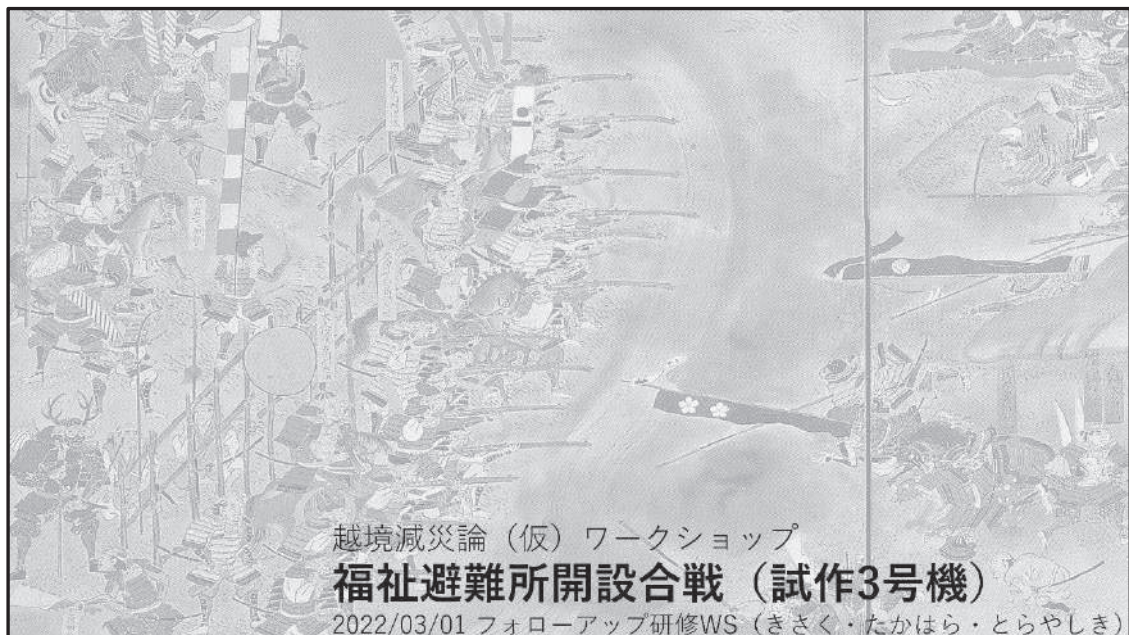 越境減災論（仮）ワークショップ
福祉避難所開設合戦（試作3号機）
2022/03/01 フォローアップ研修WS（きさく・たかはら・とらやしき）